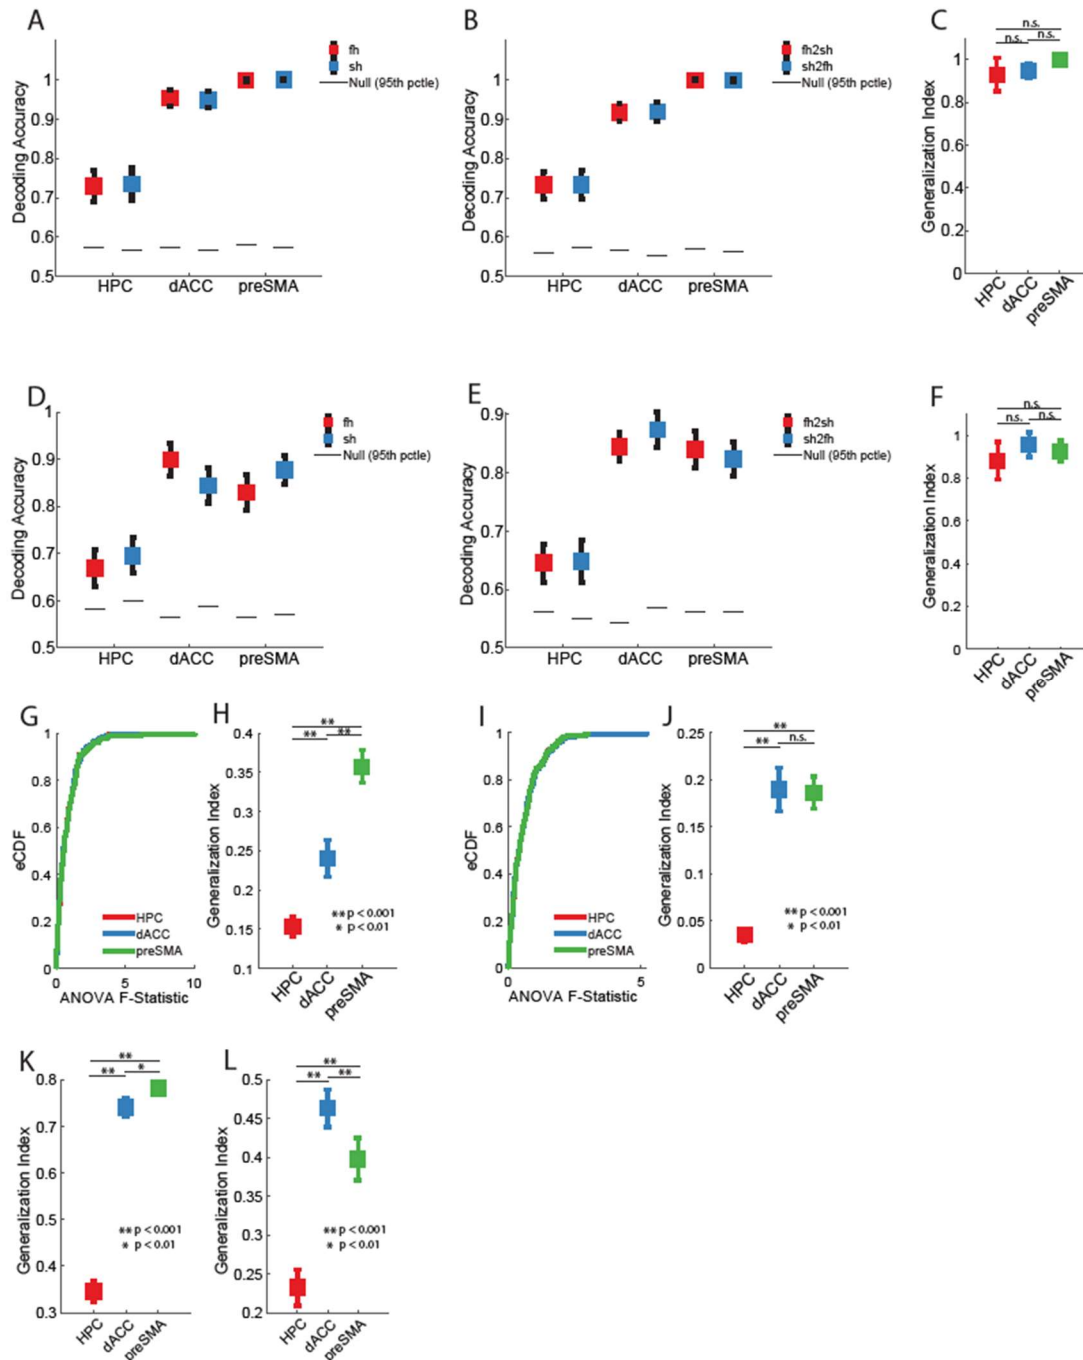 A
Decoding Accuracy
1
0.9
0.8
0.7
0.6
0.5
HPC dACC preSMA
fh
sh
Null (95th pctle)
B
Decoding Accuracy
1
0.9
0.8
0.7
0.6
0.5
HPC dACC preSMA
fh2sh
sh2fh
Null (95th pctle)
C
n.s.
n.s. n.s.
Generalization Index
1
0.8
0.6
0.4
0.2
0
HPC dACC preSMA
D
Decoding Accuracy
1
0.9
0.8
0.7
0.6
0.5
HPC dACC preSMA
fh
sh
Null (95th pctle)
E
Decoding Accuracy
0.9
0.8
0.7
0.6
0.5
HPC dACC preSMA
fh2sh
sh2fh
Null (95th pctle)
F
n.s.
n.s. n.s.
Generalization Index
1
0.8
0.6
0.4
0.2
0
HPC dACC preSMA
G
eCDF
1
0.8
0.6
0.4
0.2
0
0 5 10
ANOVA F-Statistic
HPC
dACC
preSMA
H
**
** **
Generalization Index
0.4
0.35
0.3
0.25
0.2
0.15
0.1
** p < 0.001
* p < 0.01
HPC dACC preSMA
I
eCDF
1
0.8
0.6
0.4
0.2
0
0 5
ANOVA F-Statistic
HPC
dACC
preSMA
J
**
** n.s.
Generalization Index
0.25
0.2
0.15
0.1
0.05
0
** p < 0.001
* p < 0.01
HPC dACC preSMA
K
**
** *
Generalization Index
0.8
0.7
0.6
0.5
0.4
0.3
** p < 0.001
* p < 0.01
HPC dACC preSMA
L
**
** **
Generalization Index
0.5
0.45
0.4
0.35
0.3
0.25
0.2
** p < 0.001
* p < 0.01
HPC dACC preSMA